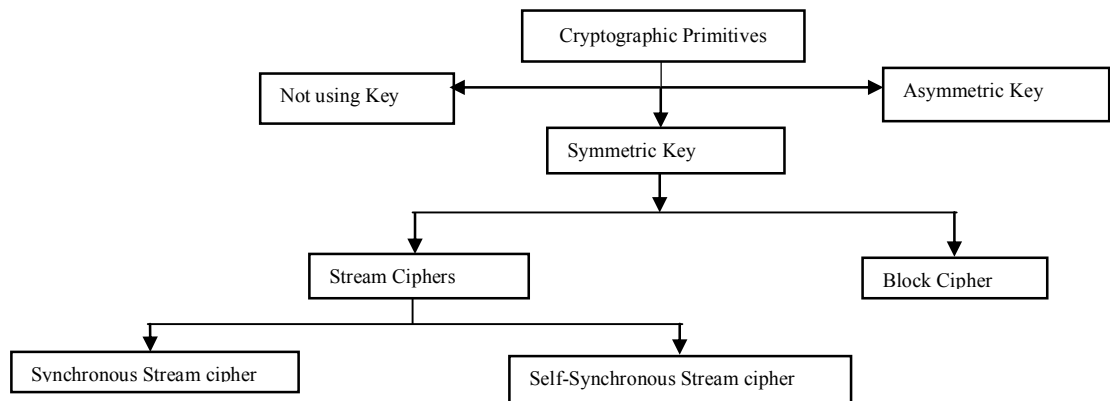 Cryptographic Primitives
Not using Key
Asymmetric Key
Symmetric Key
Stream Ciphers
Block Cipher
Synchronous Stream cipher
Self-Synchronous Stream cipher